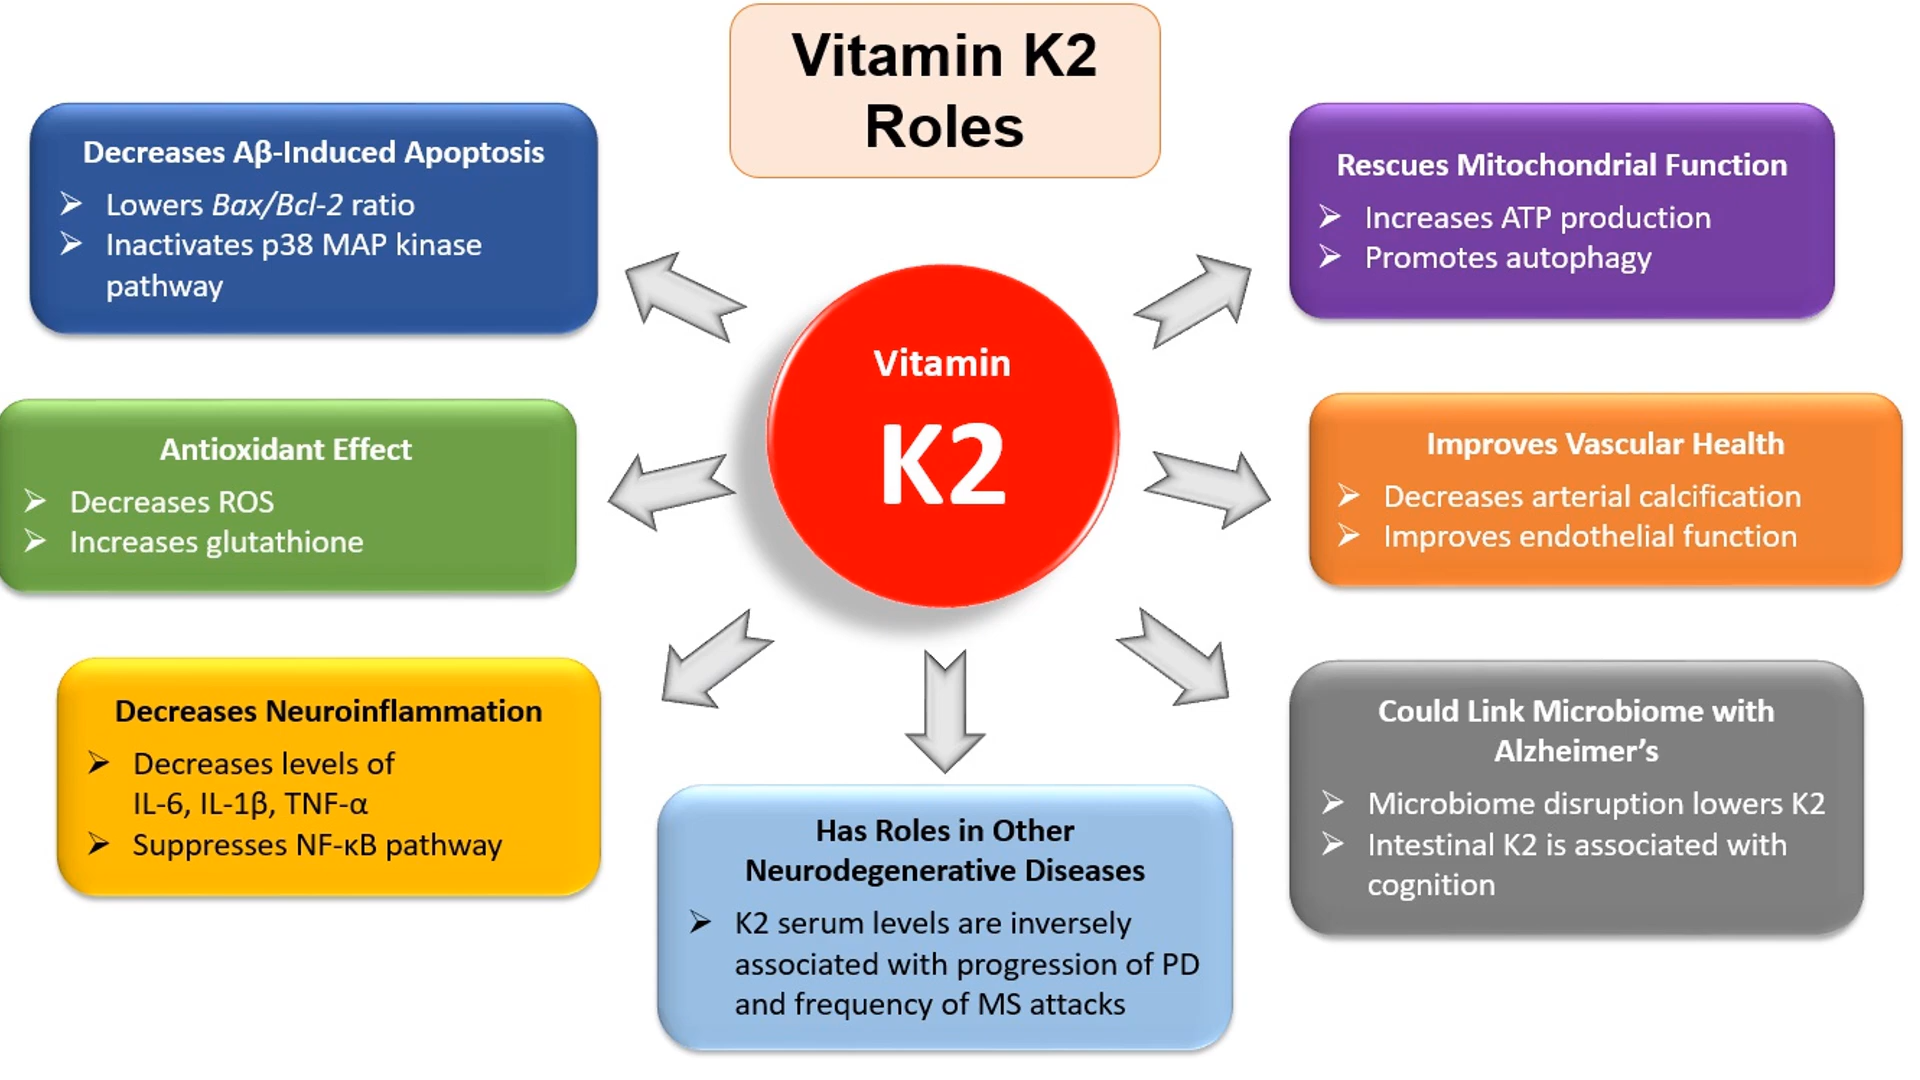 Vitamin K2
Roles
Decreases Aβ-Induced Apoptosis
➢ Lowers Bax/Bcl-2 ratio
➢ Inactivates p38 MAP kinase
pathway
Antioxidant Effect
➢ Decreases ROS
➢ Increases glutathione
Decreases Neuroinflammation
➢ Decreases levels of
IL-6, IL-1β, TNF-α
➢ Suppresses NF-κB pathway
Vitamin
K2
Has Roles in Other
Neurodegenerative Diseases
➢ K2 serum levels are inversely
associated with progression of PD
and frequency of MS attacks
Rescues Mitochondrial Function
➢ Increases ATP production
➢ Promotes autophagy
Improves Vascular Health
➢ Decreases arterial calcification
➢ Improves endothelial function
Could Link Microbiome with
Alzheimer’s
➢ Microbiome disruption lowers K2
➢ Intestinal K2 is associated with
cognition